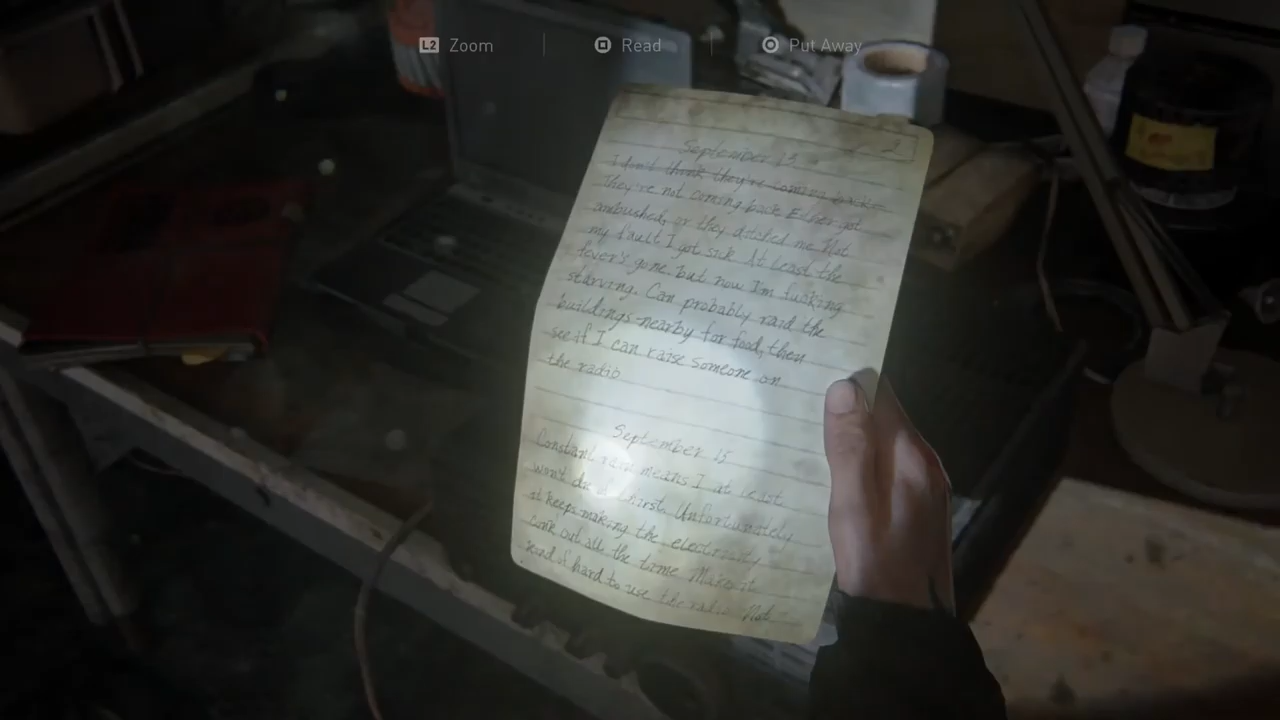 L2 Zoom
Read
Put Away
September 13
I don't think they're coming back
They're not coming back Either got
ambushed, or they ditched me Not
my fault I got sick At least the
fever's gone but now I'm fucking
starving. Can probably raid the
buildings nearby for food, then
see if I can raise someone on
the radio
September 15
Constant rain means I at least
won't die thirst. Unfortunately
it keeps making the electricity
conk out all the time Makes it
kind if hard to use the radio Not